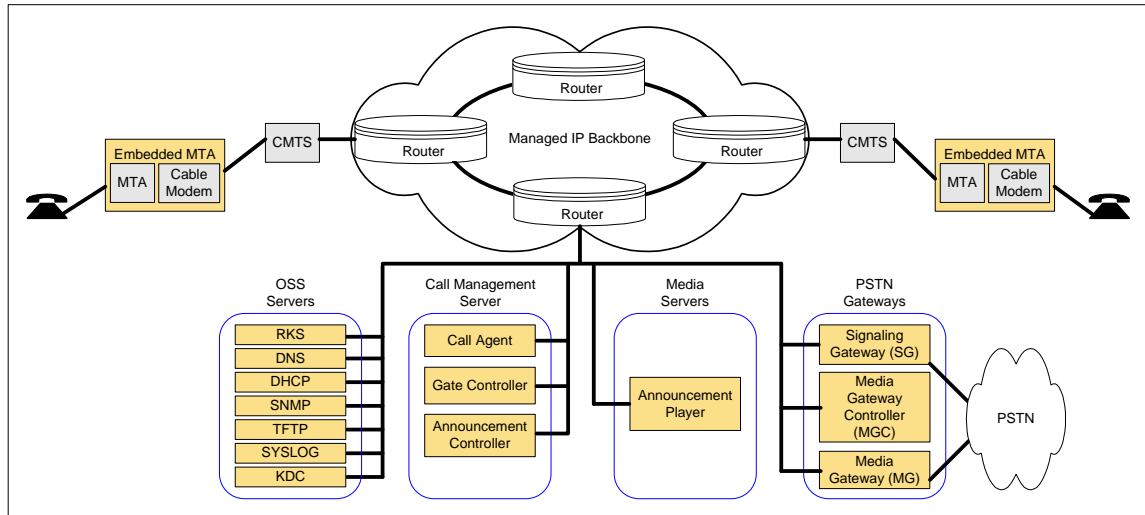 Router
Managed IP Backbone
Router
Router
Router
CMTS
CMTS
Embedded MTA
MTA
Cable
Modem
Embedded MTA
MTA
Cable
Modem
OSS
Servers
RKS
DNS
DHCP
SNMP
TFTP
SYSLOG
KDC
Call Management
Server
Call Agent
Gate Controller
Announcement
Controller
Media
Servers
Announcement
Player
PSTN
Gateways
Signaling
Gateway (SG)
Media
Gateway
Controller
(MGC)
Media
Gateway (MG)
PSTN